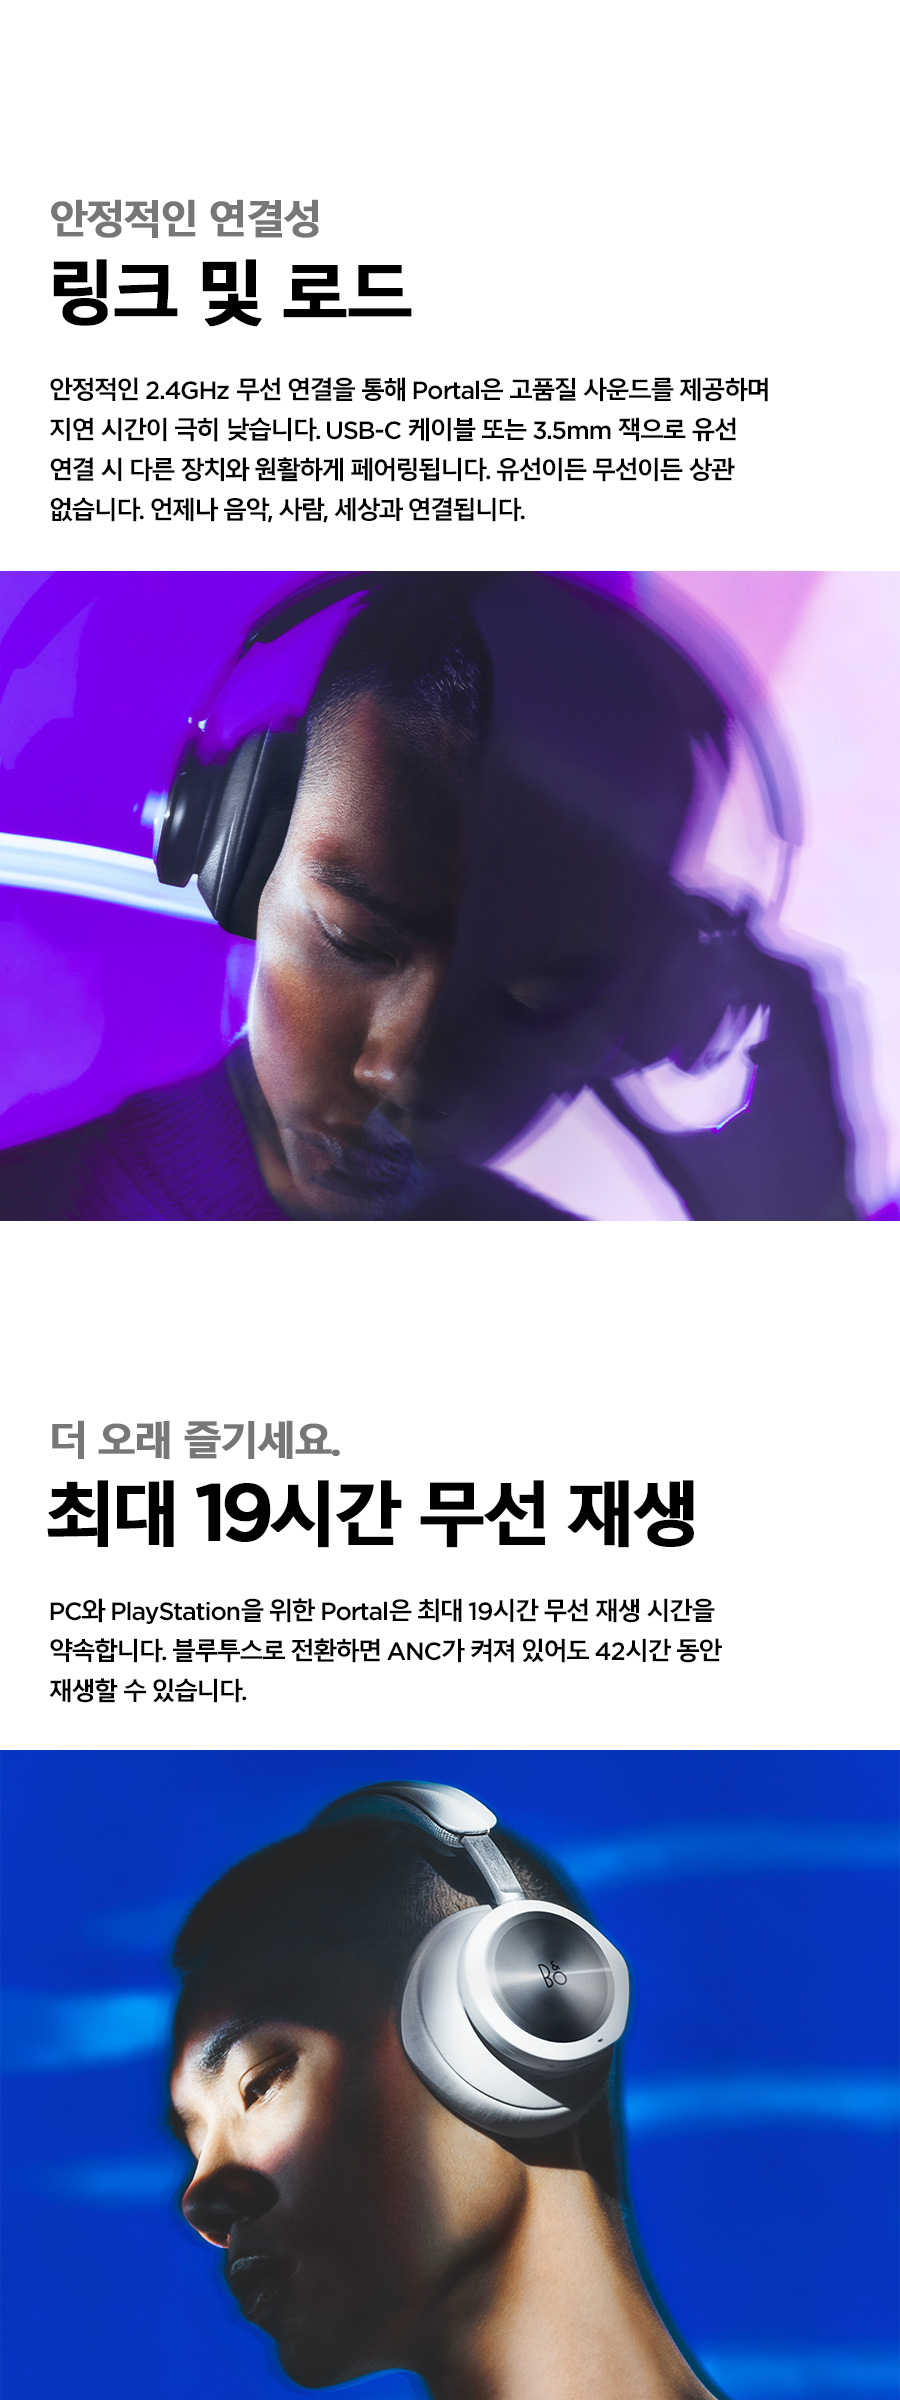 안정적인 연결성
링크 및 로드
안정적인 2.4GHz 무선 연결을 통해 Portal은 고품질 사운드를 제공하며
지연 시간이 극히 낮습니다. USB-C 케이블 또는 3.5mm 잭으로 유선
연결 시 다른 장치와 원활하게 페어링됩니다. 유선이든 무선이든 상관
없습니다. 언제나 음악, 사람, 세상과 연결됩니다.
더 오래 즐기세요.
최대 19시간 무선 재생
PC와 PlayStation을 위한 Portal은 최대 19시간 무선 재생 시간을
약속합니다. 블루투스로 전환하면 ANC가 켜져 있어도 42시간 동안
재생할 수 있습니다.
B&O